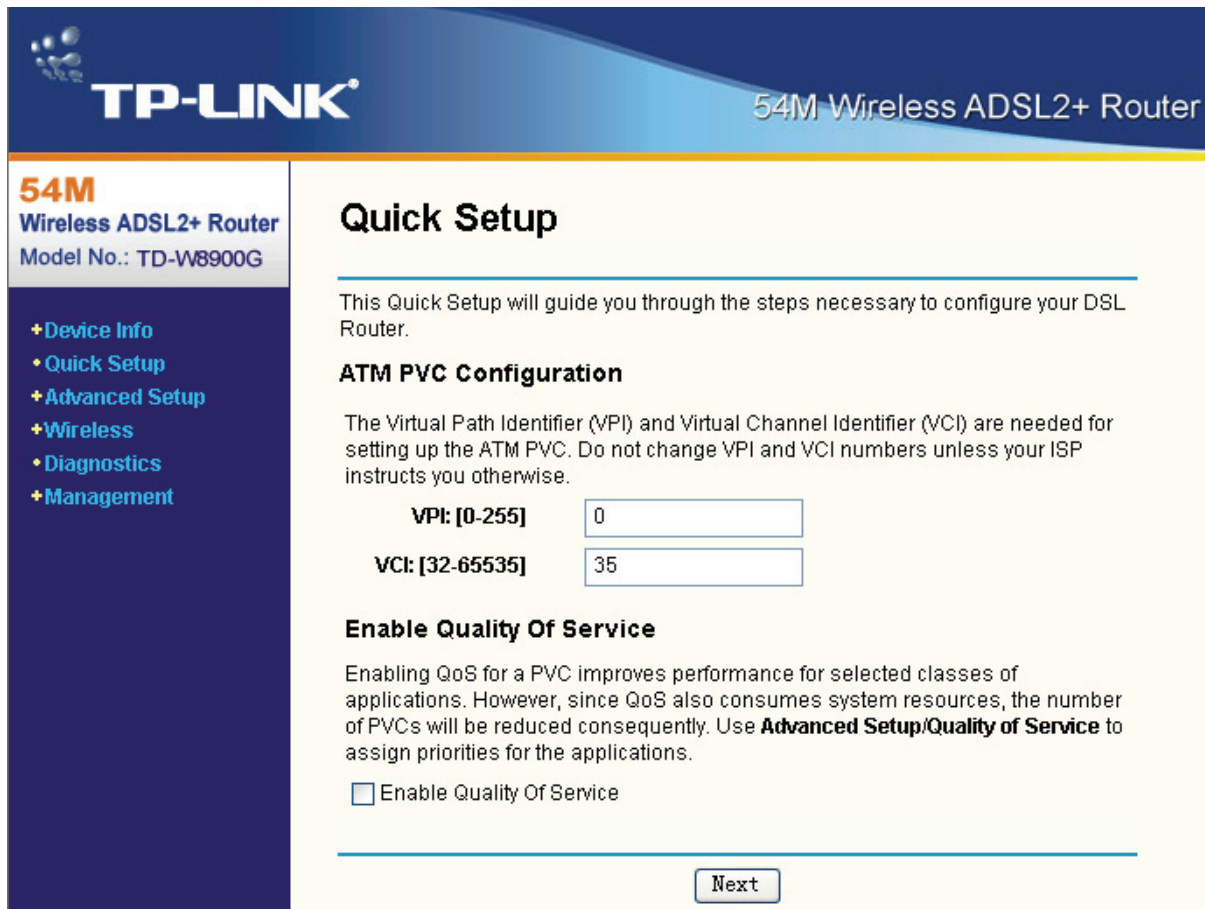 TP-LINK®
54M Wireless ADSL2+ Router
54M
Wireless ADSL2+ Router
Model No.: TD-W8900G
+Device Info
•Quick Setup
+Advanced Setup
+Wireless
•Diagnostics
+Management
Quick Setup
This Quick Setup will guide you through the steps necessary to configure your DSL
Router.
ATM PVC Configuration
The Virtual Path Identifier (VPI) and Virtual Channel Identifier (VCI) are needed for
setting up the ATM PVC. Do not change VPI and VCI numbers unless your ISP
instructs you otherwise.
VPI: [0-255] 0
VCI: [32-65535] 35
Enable Quality Of Service
Enabling QoS for a PVC improves performance for selected classes of
applications. However, since QoS also consumes system resources, the number
of PVCs will be reduced consequently. Use Advanced Setup/Quality of Service to
assign priorities for the applications.
Enable Quality Of Service
Next